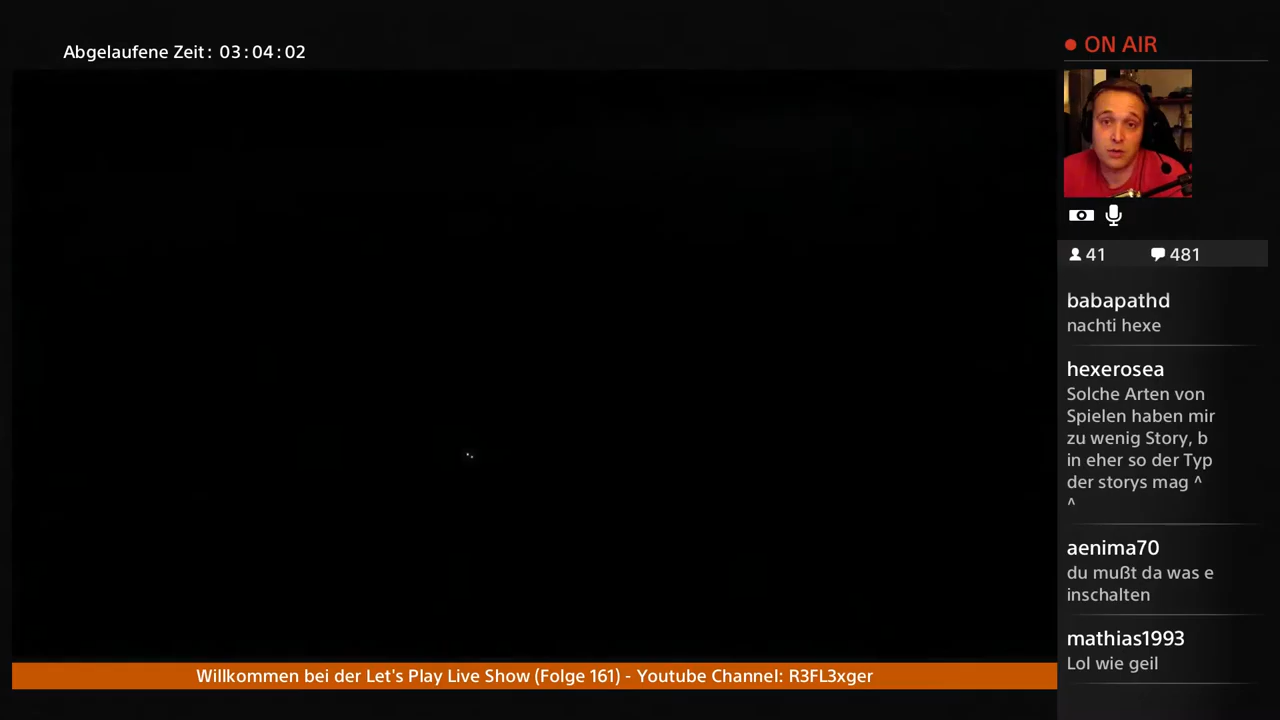 Abgelaufene Zeit: 03:04:02
ON AIR
41 481
babapathd
nachti hexe
hexerosea
Solche Arten von
Spielen haben mir
zu wenig Story, b
in eher so der Typ
der storys mag ^
^
aenima70
du mußt da was e
inschalten
mathias1993
Lol wie geil
Willkommen bei der Let's Play Live Show (Folge 161) - Youtube Channel: R3FL3xger